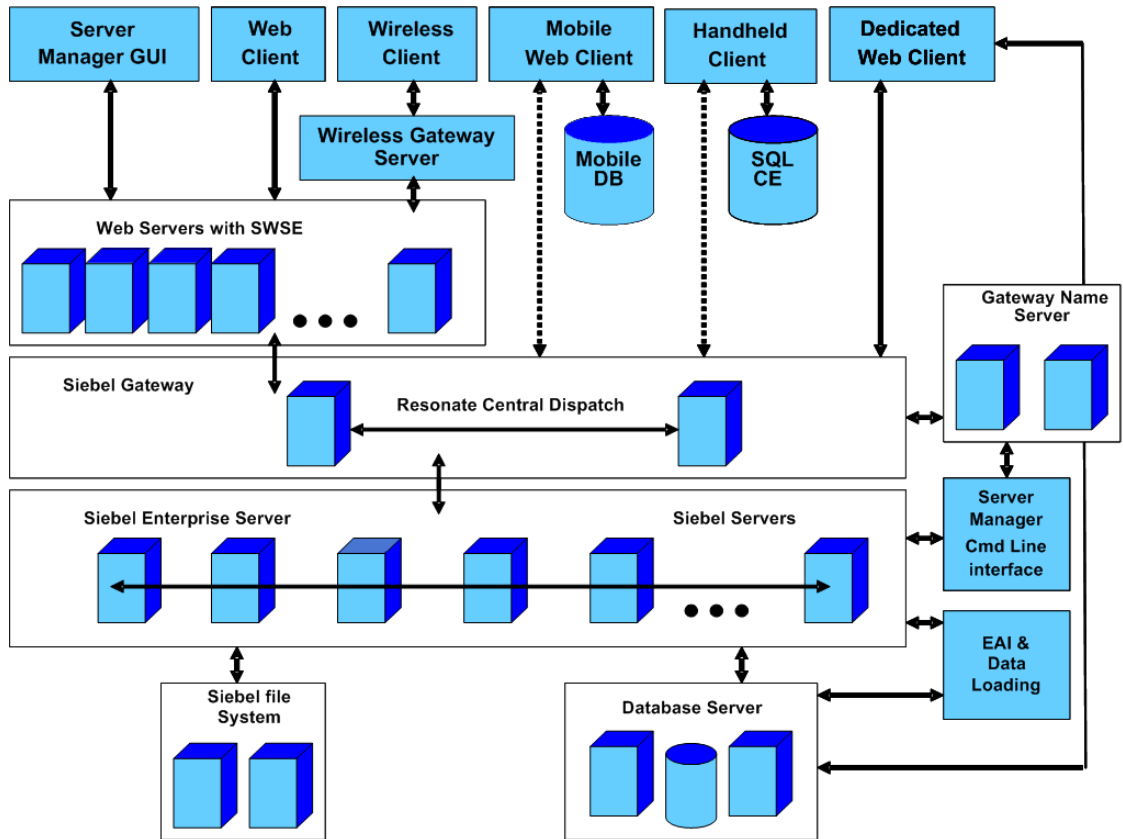 Server
Manager GUI
Web
Client
Wireless
Client
Mobile
Web Client
Handheld
Client
Dedicated
Web Client
Wireless Gateway
Server
Mobile
DB
SQL
CE
Web Servers with SWSE
Gateway Name
Server
Siebel Gateway
Resonate Central Dispatch
Siebel Enterprise Server
Siebel Servers
Server
Manager
Cmd Line
interface
EAI &
Data
Loading
Siebel file
System
Database Server